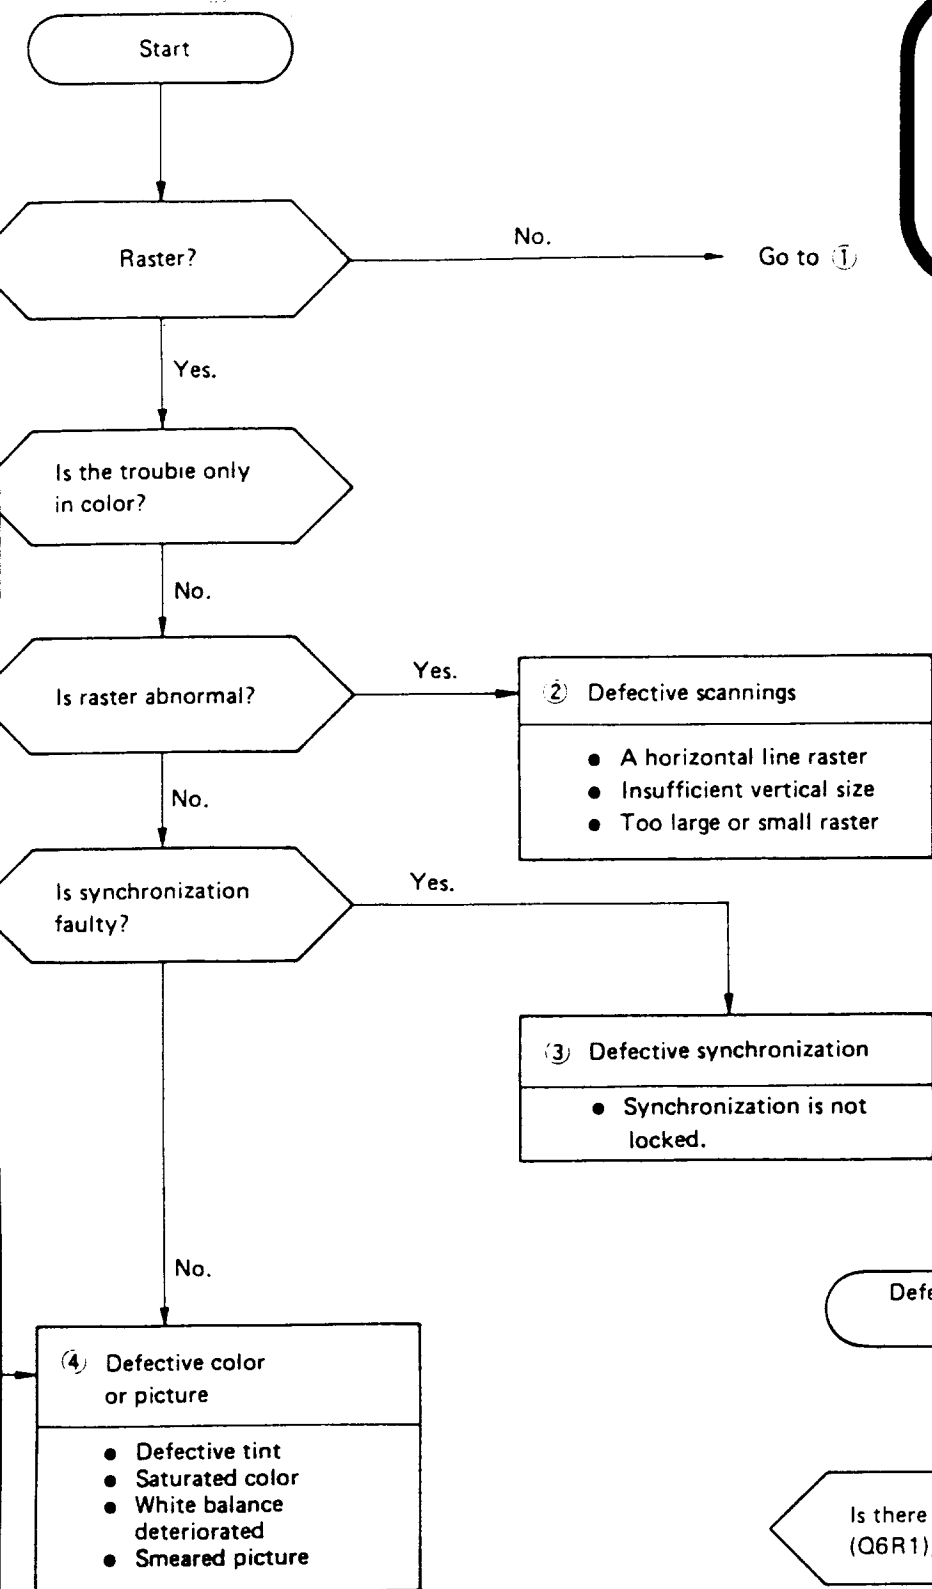 Start
Raster?
No.
Go to ①
Yes.
Is the trouble only
in color?
No.
Is raster abnormal?
Yes.
② Defective scannings
● A horizontal line raster
● Insufficient vertical size
● Too large or small raster
No.
Is synchronization
faulty?
Yes.
③ Defective synchronization
● Synchronization is not
locked.
No.
④ Defective color
or picture
● Defective tint
● Saturated color
● White balance
deteriorated
● Smeared picture
Defe
Is there
(Q6R1)